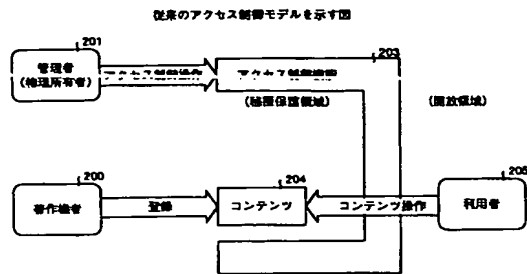 従来のアクセス制御モデルを示す図
201
203
管理者
(物理所有者)
アクセス制御操作
アクセス制御機構
(秘匿保護領域)
(開放領域)
200
204
205
著作権者
登録
コンテンツ
コンテンツ操作
利用者